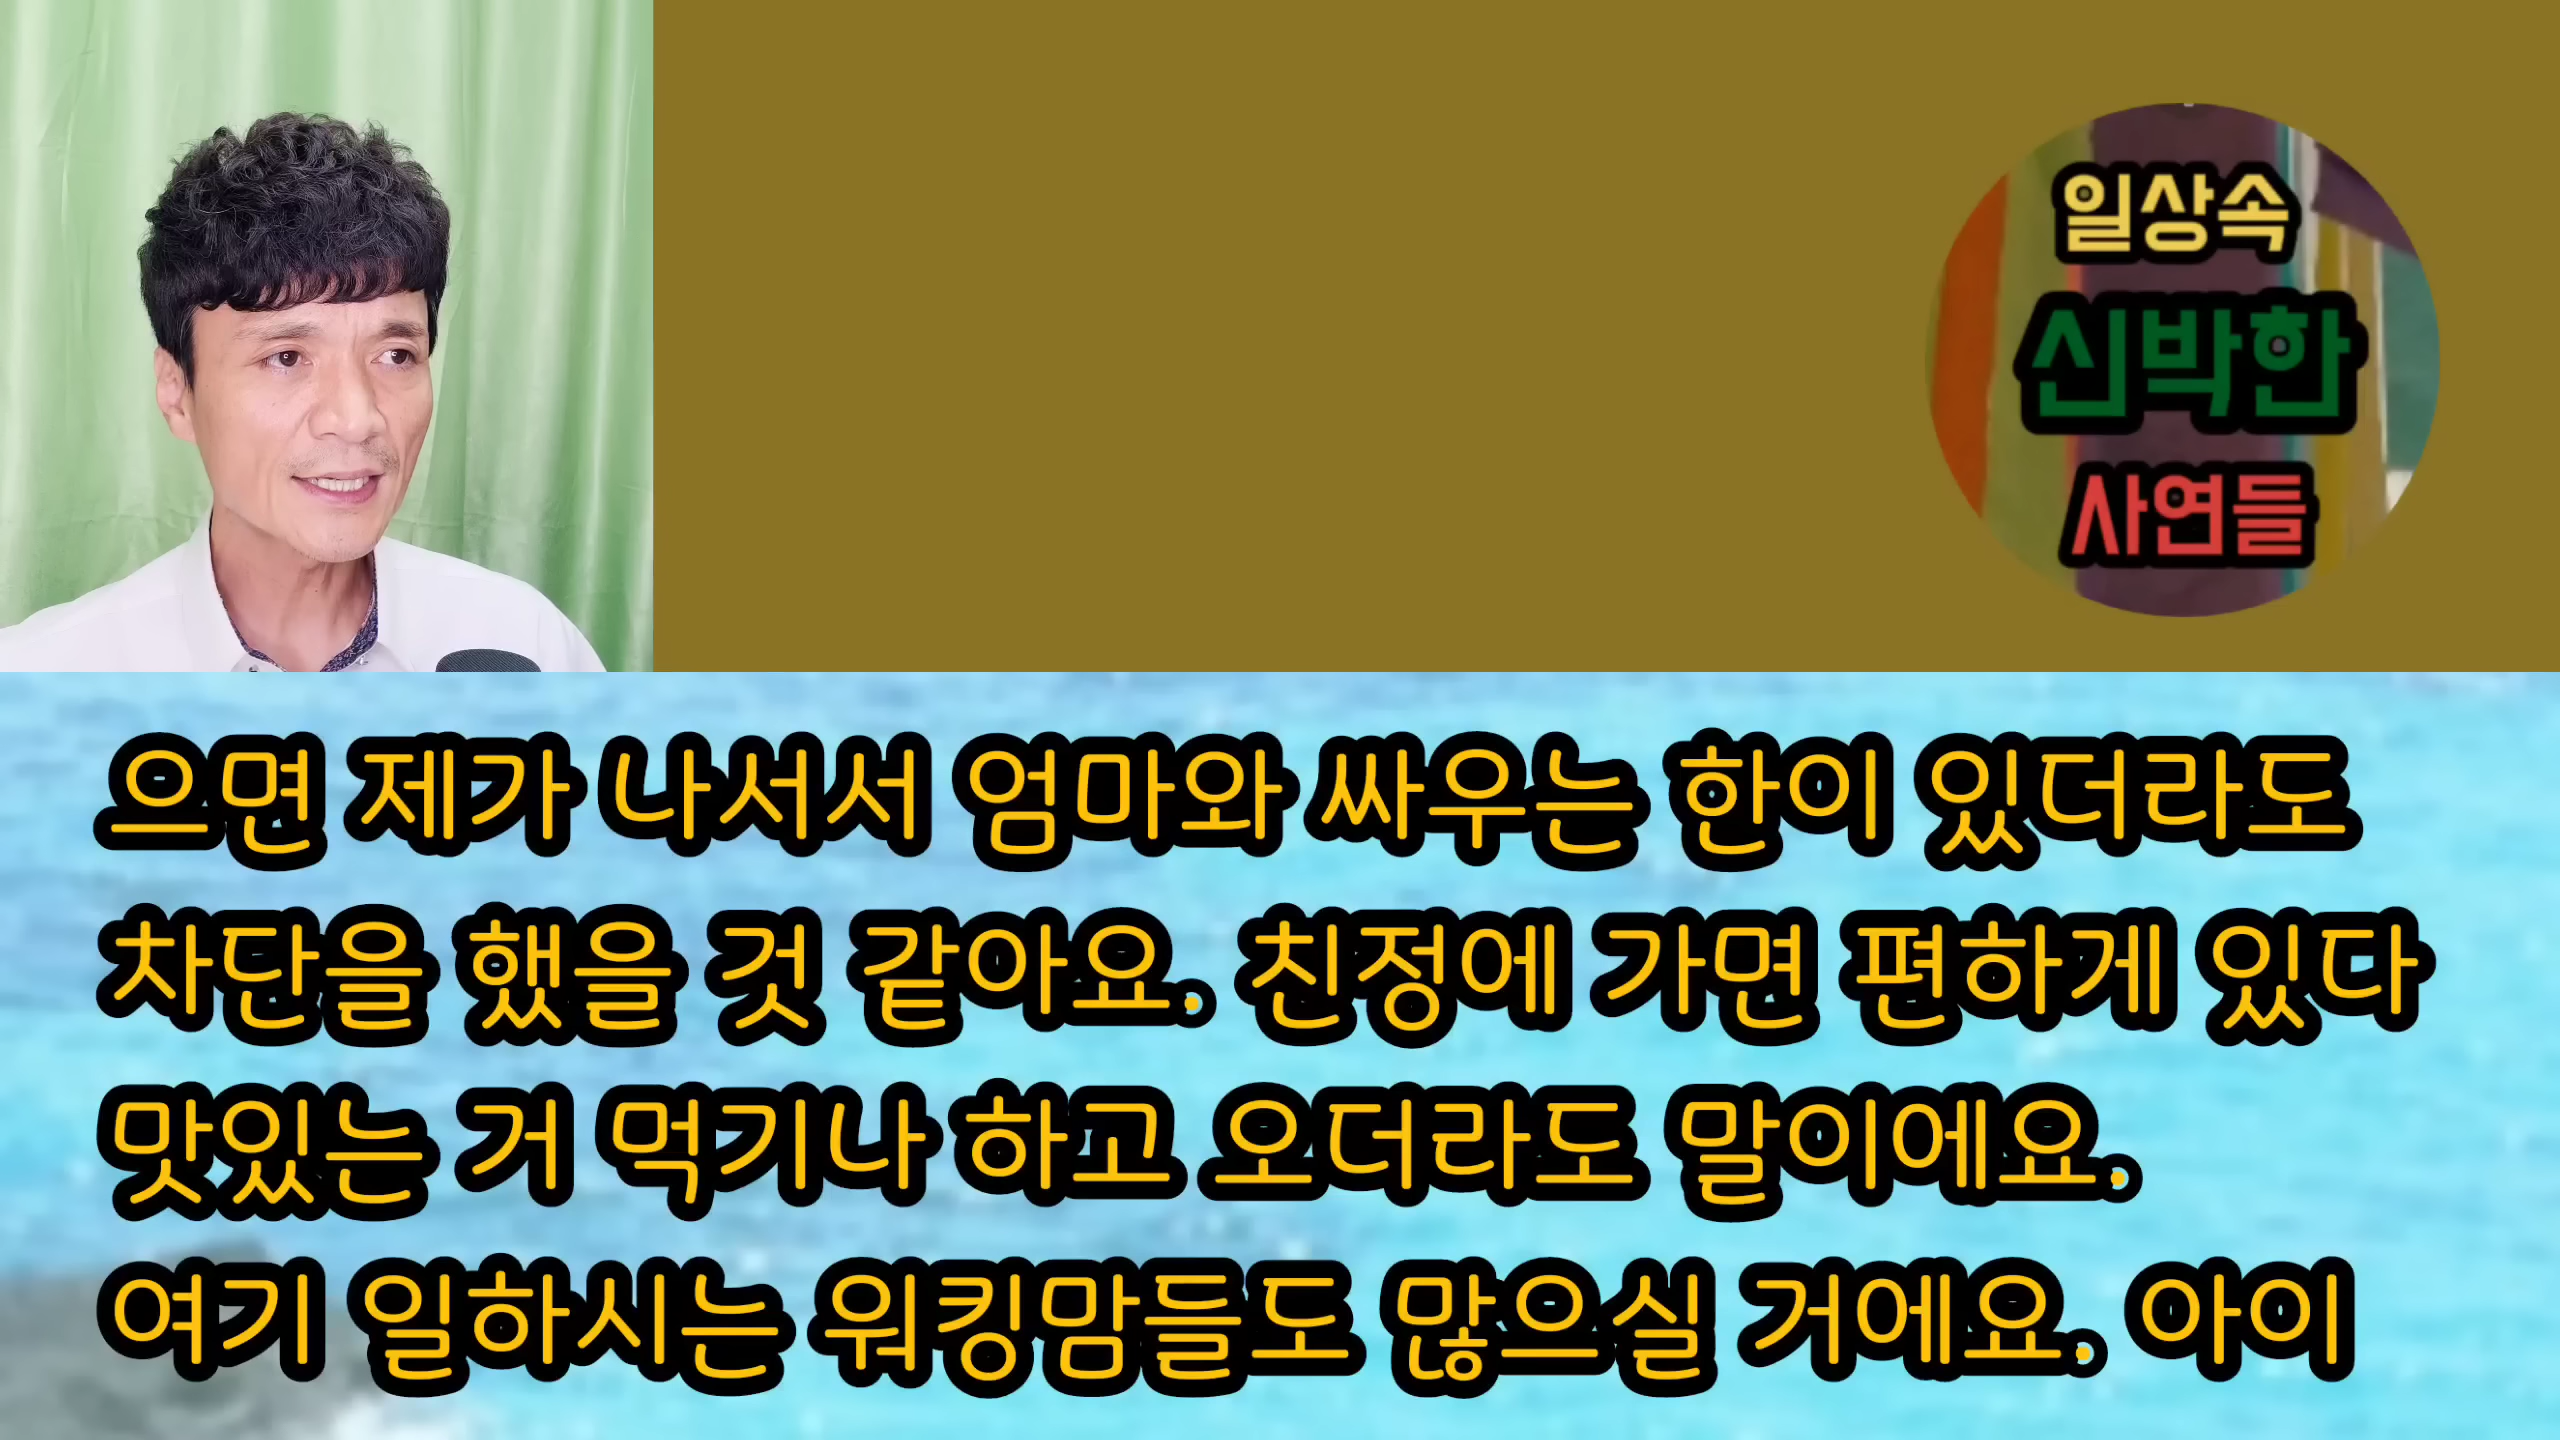 일상속
신박한
사연들
으면 제가 나서서 엄마와 싸우는 한이 있더라도
차단을 했을 것 같아요. 친정에 가면 편하게 있다
맛있는 거 먹기나 하고 오더라도 말이에요.
여기 일하시는 워킹맘들도 많으실 거에요. 아이